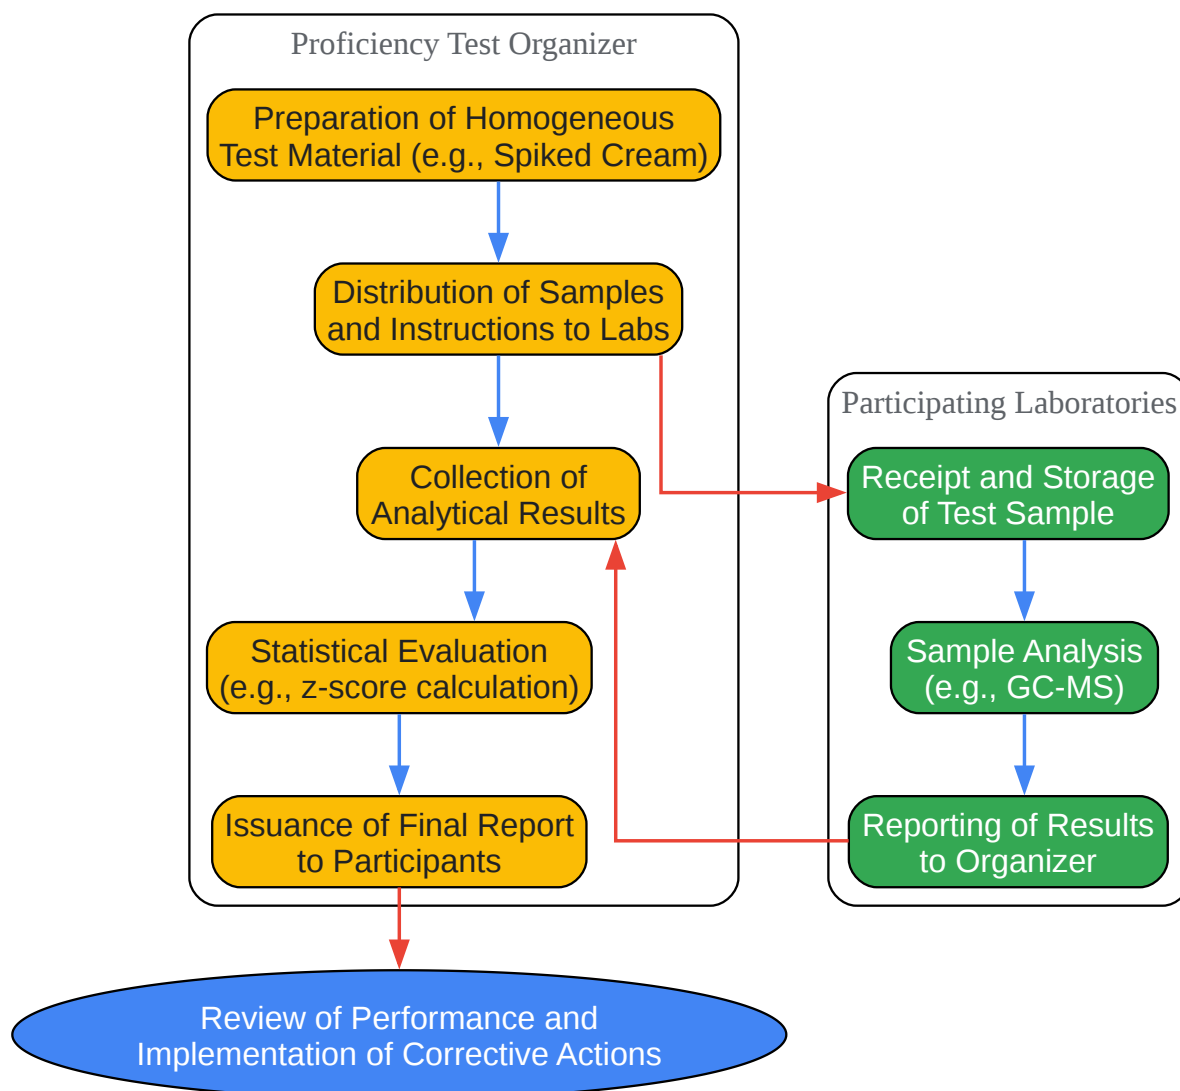 Proficiency Test Organizer
Preparation of Homogeneous
Test Material (e.g., Spiked Cream)
Distribution of Samples
and Instructions to Labs
Collection of
Analytical Results
Statistical Evaluation
(e.g., z-score calculation)
Issuance of Final Report
to Participants
Participating Laboratories
Receipt and Storage
of Test Sample
Sample Analysis
(e.g., GC-MS)
Reporting of Results
to Organizer
Review of Performance and
Implementation of Corrective Actions